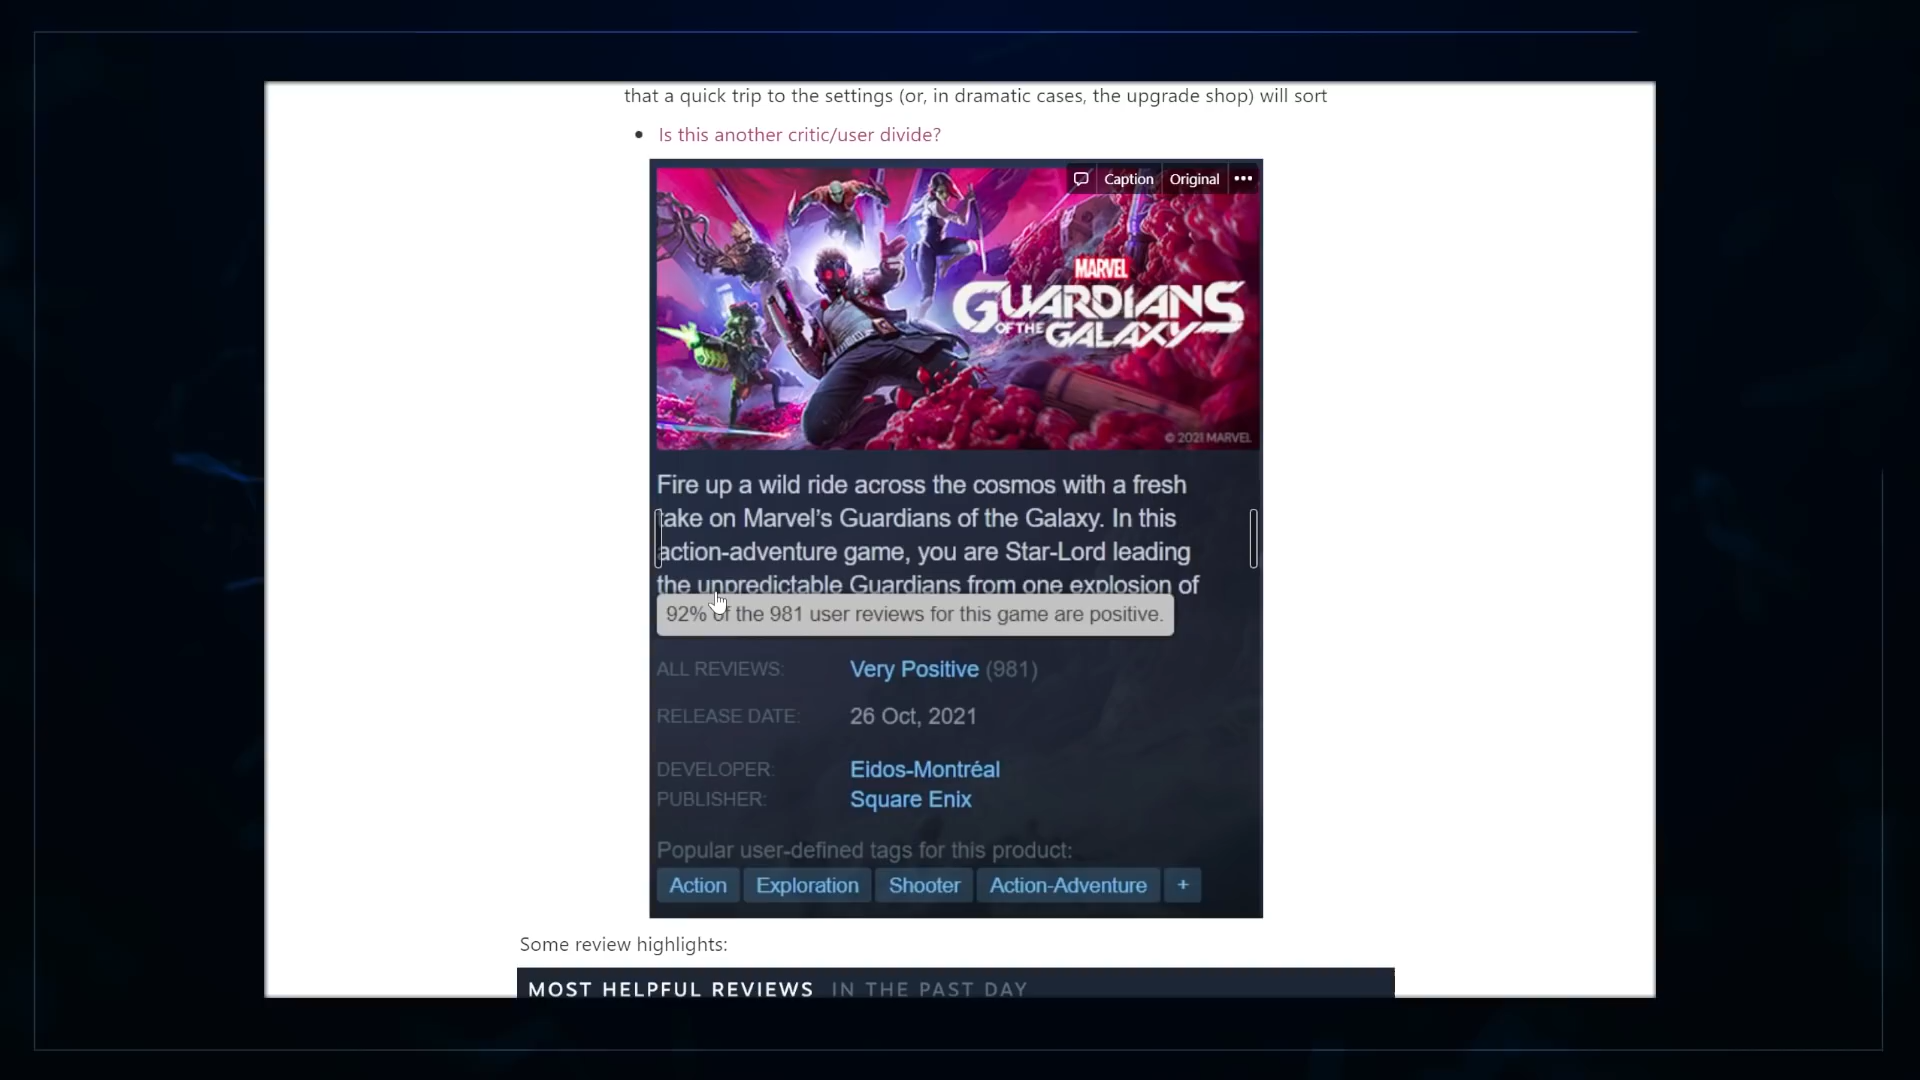 that a quick trip to the settings (or, in dramatic cases, the upgrade shop) will sort
• Is this another critic/user divide?
Caption Original •••
MARVEL
GUARDIANS
OF THE
GALAXY
© 2021 MARVEL
Fire up a wild ride across the cosmos with a fresh
take on Marvel’s Guardians of the Galaxy. In this
action-adventure game, you are Star-Lord leading
the unpredictable Guardians from one explosion of
92% of the 981 user reviews for this game are positive.
ALL REVIEWS: Very Positive (981)
RELEASE DATE: 26 Oct, 2021
DEVELOPER: Eidos-Montréal
PUBLISHER: Square Enix
Popular user-defined tags for this product:
Action Exploration Shooter Action-Adventure +
Some review highlights:
MOST HELPFUL REVIEWS IN THE PAST DAY